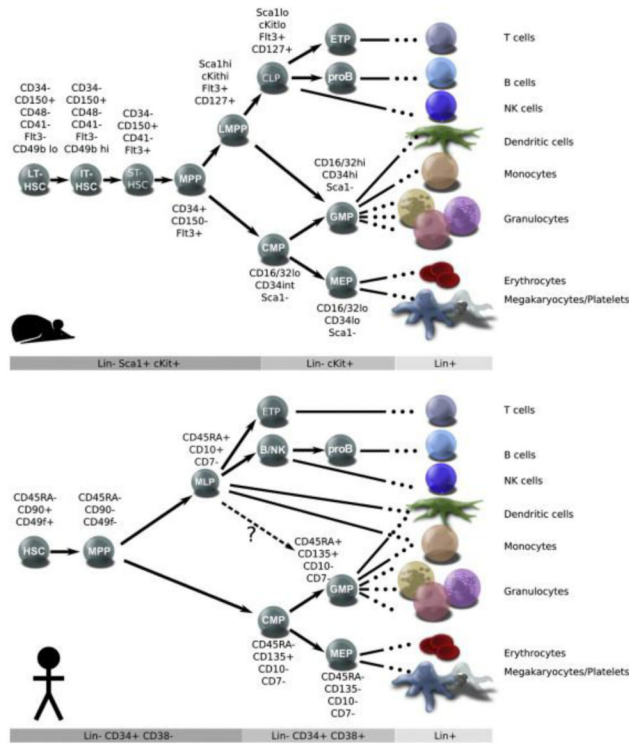 Sca1lo
cKitlo
Flt3+
CD127+
ETP
T cells
Sca1hi
cKithi
Flt3+
CD127+
CLP
proB
B cells
NK cells
CD34-
CD150+
CD48-
CD41-
Flt3-
CD49b lo
CD34-
CD150+
CD48-
CD41-
Flt3-
CD49b hi
CD34-
CD150+
CD41-
Flt3+
LMPP
Dendritic cells
CD16/32hi
CD34hi
Sca1-
Monocytes
LT-
HSC
IT-
HSC
ST-
HSC
MPP
CD34+
CD150-
Flt3+
GMP
Granulocytes
CMP
CD16/32lo
CD34int
Sca1-
MEP
CD16/32lo
CD34lo
Sca1-
Erythrocytes
Megakaryocytes/Platelets
Lin- Sca1+ cKit+
Lin- cKit+
Lin+
ETP
T cells
CD45RA+
CD10+
CD7-
B/NK
proB
B cells
MLP
NK cells
CD45RA-
CD90+
CD49f+
CD45RA-
CD90-
CD49f-
Dendritic cells
?
HSC
MPP
CD45RA+
CD135+
CD10-
CD7-
Monocytes
GMP
Granulocytes
CMP
CD45RA-
CD135+
CD10-
CD7-
MEP
CD45RA-
CD135-
CD10-
CD7-
Erythrocytes
Megakaryocytes/Platelets
Lin- CD34+ CD38-
Lin- CD34+ CD38+
Lin+